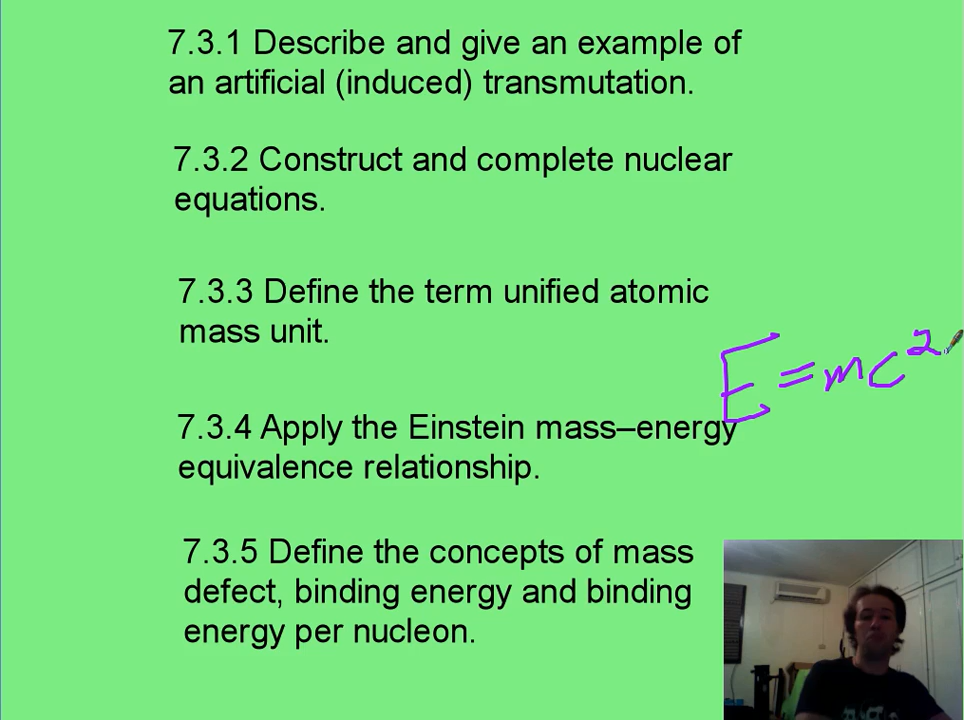 7.3.1 Describe and give an example of
an artificial (induced) transmutation.
7.3.2 Construct and complete nuclear
equations.
7.3.3 Define the term unified atomic
mass unit.
E=mc²
7.3.4 Apply the Einstein mass–energy
equivalence relationship.
7.3.5 Define the concepts of mass
defect, binding energy and binding
energy per nucleon.